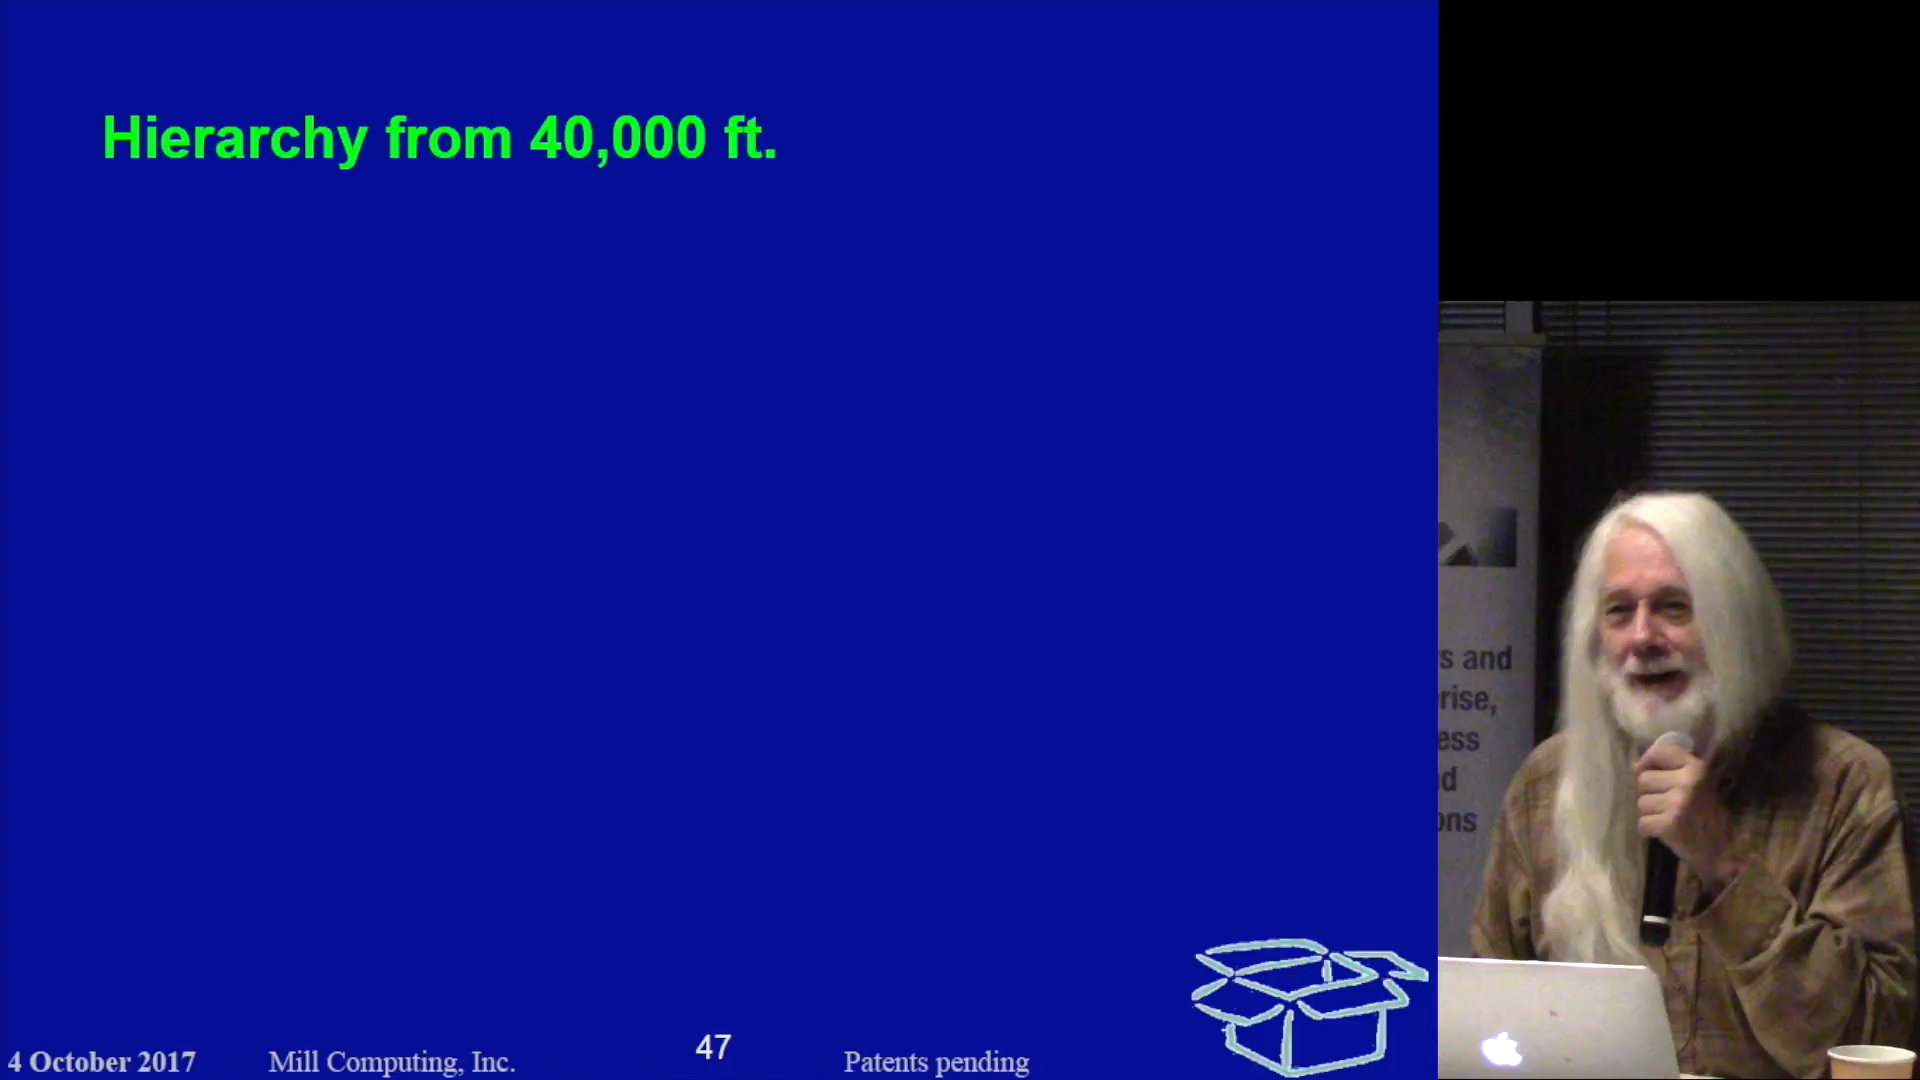 Hierarchy from 40,000 ft.
s and
rise,
ess
d
ons
4 October 2017
Mill Computing, Inc.
47
Patents pending